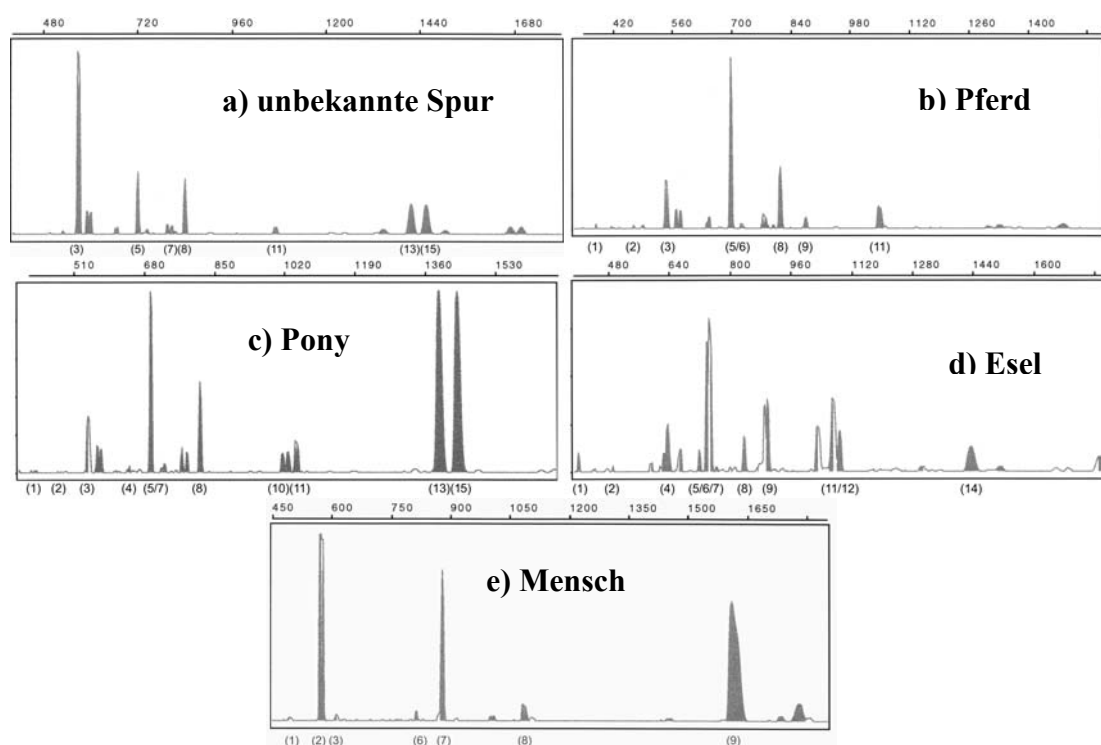 480 720 960 1200 1440 1680
a) unbekannte Spur
(3) (5) (7)(8) (11) (13)(15)
420 560 700 840 980 1120 1260 1400
b) Pferd
(1) (2) (3) (5/6) (8) (9) (11)
510 680 850 1020 1190 1360 1530
c) Pony
(1) (2) (3) (4) (5/7) (8) (10)(11) (13)(15)
480 640 800 960 1120 1280 1440 1600
d) Esel
(1) (2) (4) (5/6/7) (8) (9) (11/12) (14)
450 600 750 900 1050 1200 1350 1500 1650
e) Mensch
(1) (2) (3) (6) (7) (8) (9)